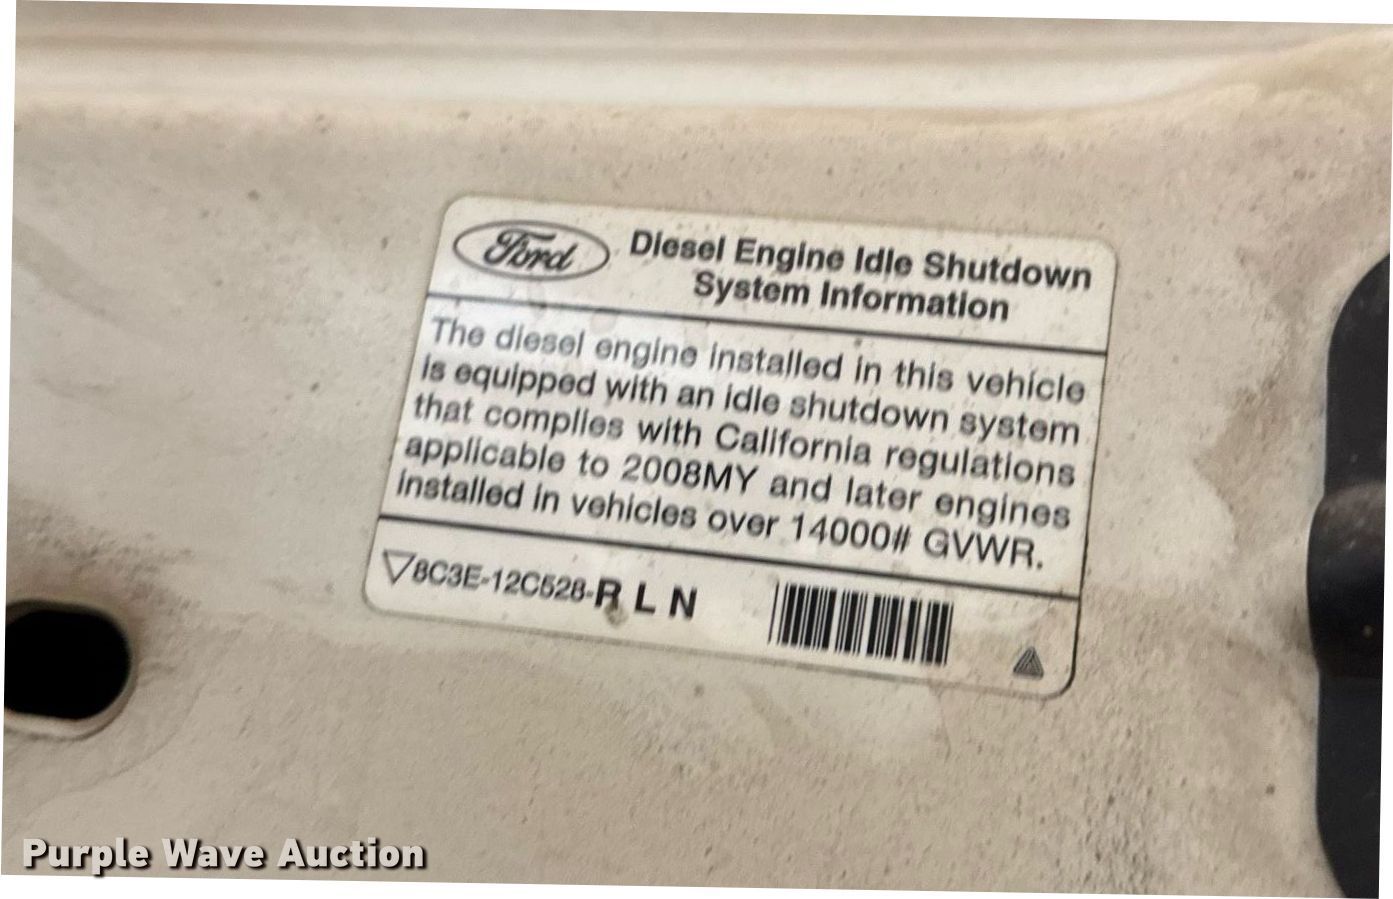 Ford
Diesel Engine Idle Shutdown
System Information
The diesel engine installed in this vehicle
is equipped with an idle shutdown system
that complies with California regulations
applicable to 2008MY and later engines
installed in vehicles over 14000# GVWR.
8C3E-12C528-R L N
Purple Wave Auction